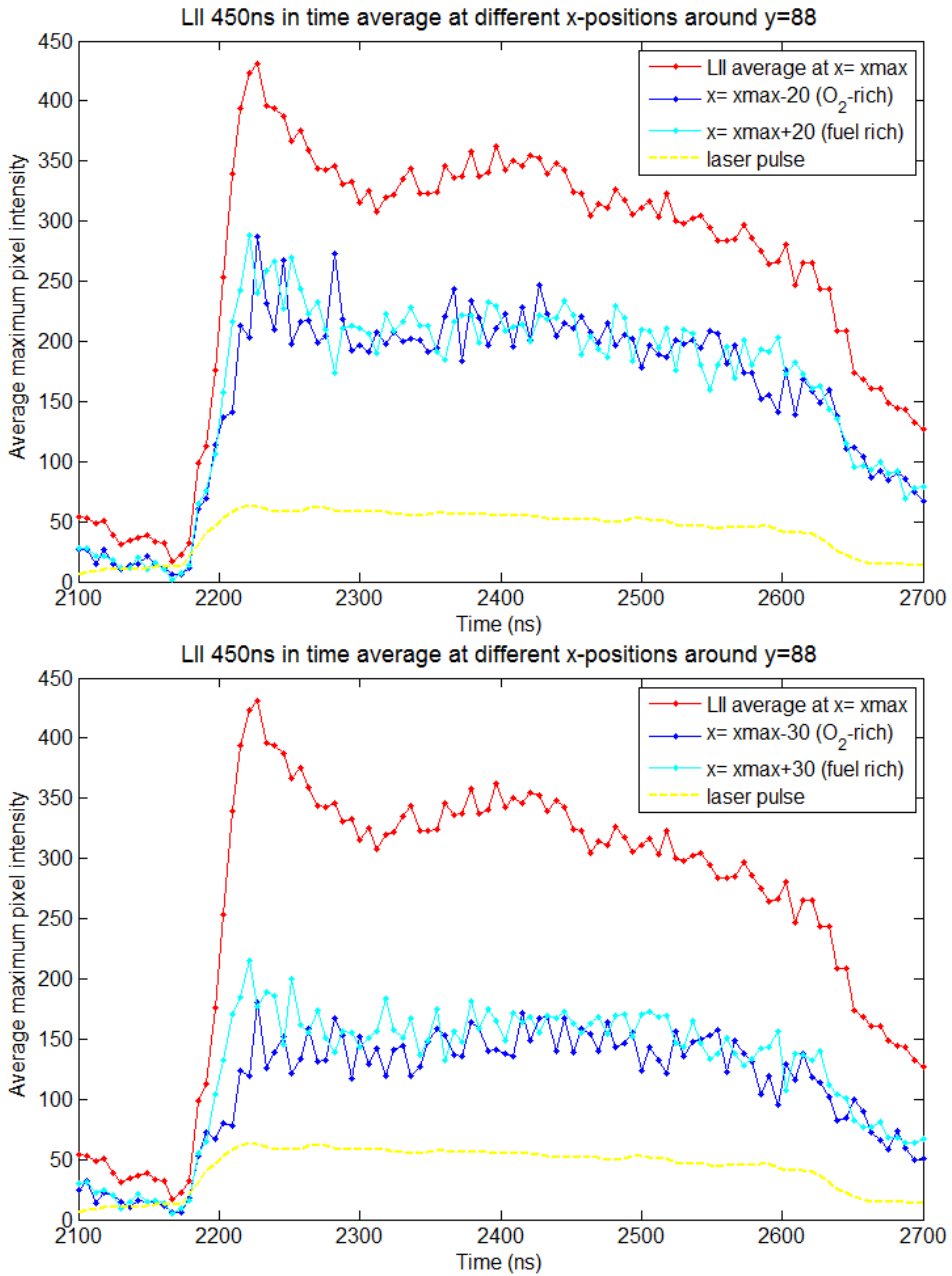 LII 450ns in time average at different x-positions around y=88
450
400
350
300
250
200
150
100
50
0
Average maximum pixel intensity
LII average at x= xmax
x= xmax-20 (O₂-rich)
x= xmax+20 (fuel rich)
laser pulse
2100 2200 2300 2400 2500 2600 2700
Time (ns)
LII 450ns in time average at different x-positions around y=88
450
400
350
300
250
200
150
100
50
0
Average maximum pixel intensity
LII average at x= xmax
x= xmax-30 (O₂-rich)
x= xmax+30 (fuel rich)
laser pulse
2100 2200 2300 2400 2500 2600 2700
Time (ns)